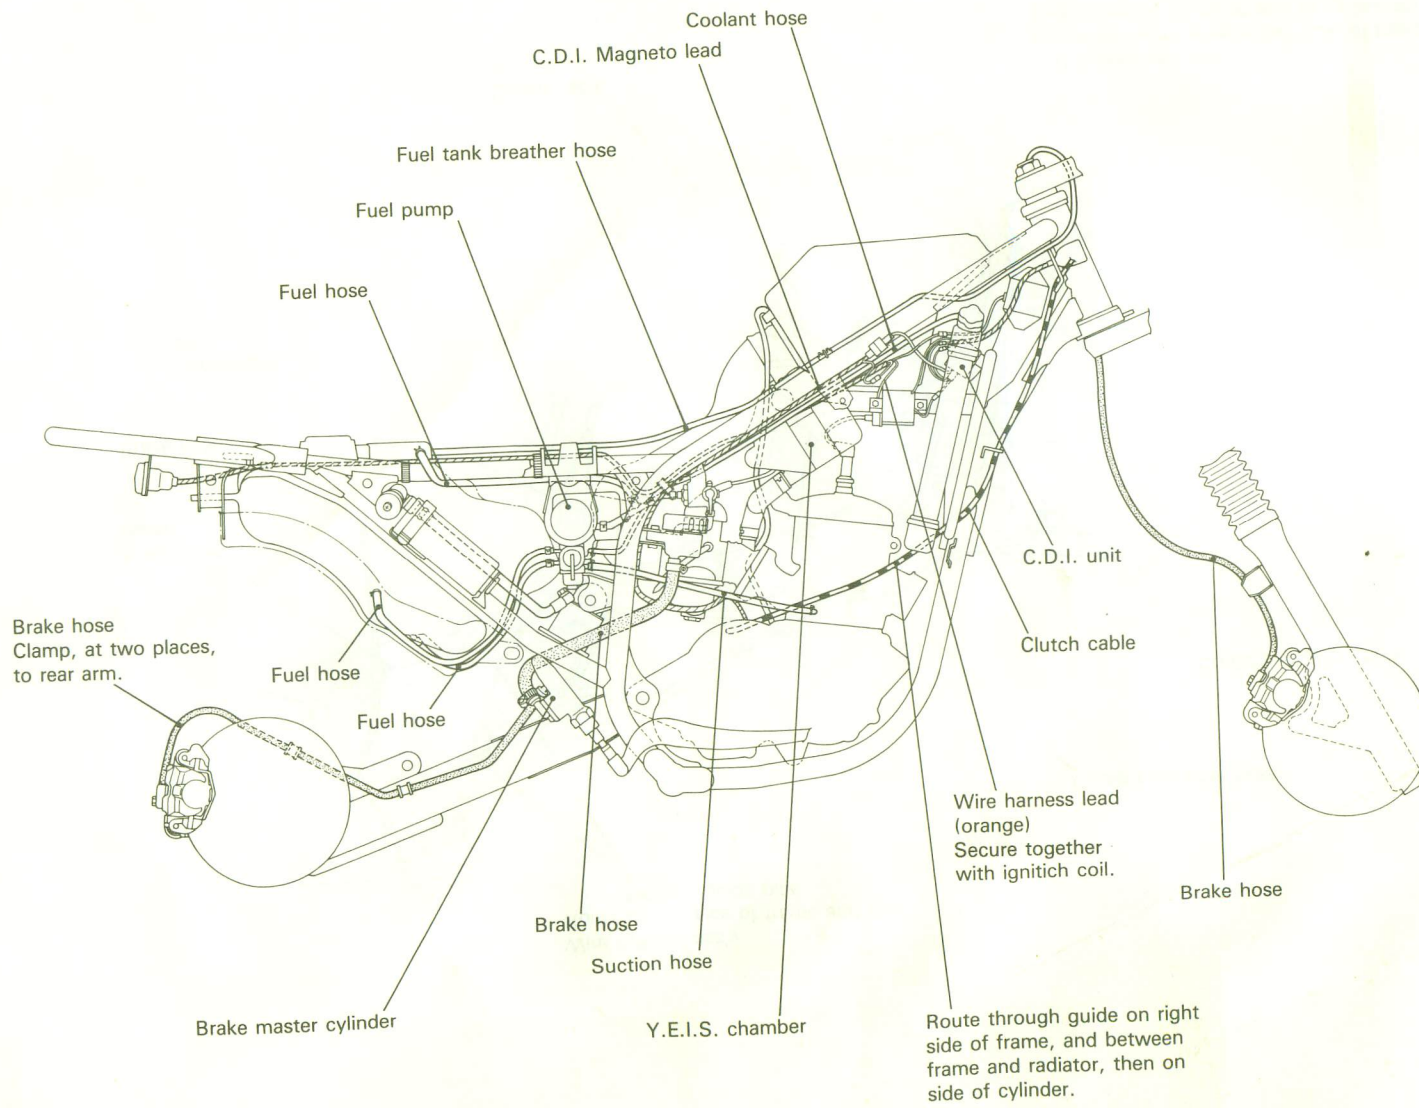 Coolant hose
C.D.I. Magneto lead
Fuel tank breather hose
Fuel pump
Fuel hose
C.D.I. unit
Clutch cable
Brake hose
Clamp, at two places,
to rear arm.
Fuel hose
Fuel hose
Wire harness lead
(orange)
Secure together
with ignitich coil.
Brake hose
Brake hose
Suction hose
Brake master cylinder
Y.E.I.S. chamber
Route through guide on right
side of frame, and between
frame and radiator, then on
side of cylinder.